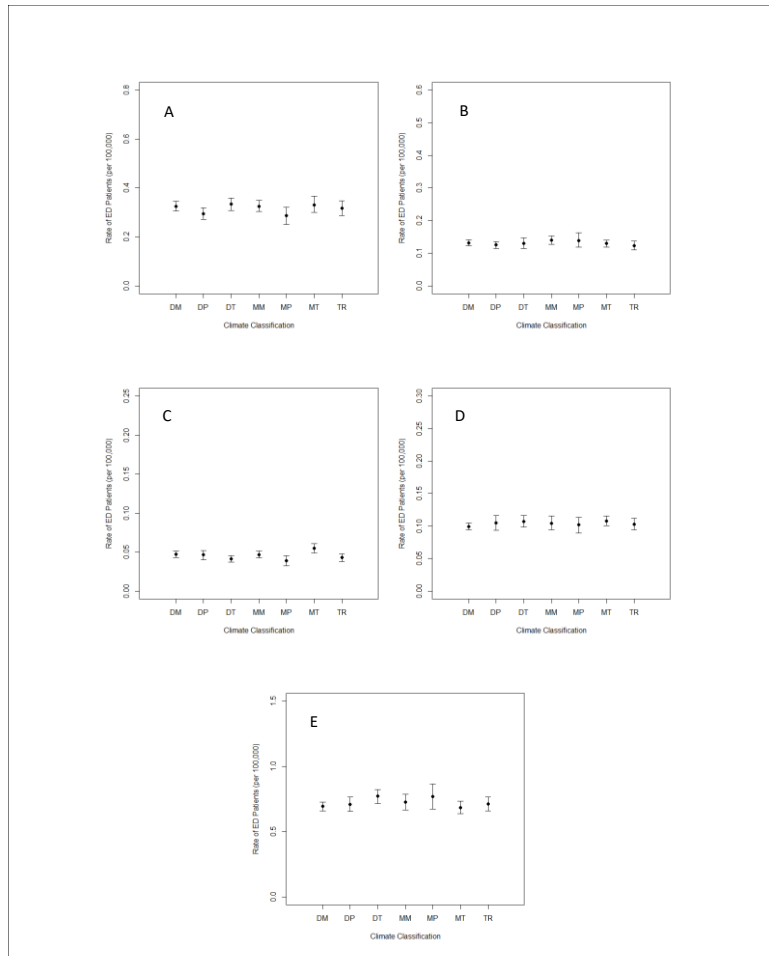 A
Rate of ED Patients (per 100,000)
0.0 0.2 0.4 0.6 0.8
DM DP DT MM MP MT TR
Climate Classification
B
Rate of ED Patients (per 100,000)
0.0 0.1 0.2 0.3 0.4 0.5 0.6
DM DP DT MM MP MT TR
Climate Classification
C
Rate of ED Patients (per 100,000)
0.00 0.05 0.10 0.15 0.20 0.25
DM DP DT MM MP MT TR
Climate Classification
D
Rate of ED Patients (per 100,000)
0.00 0.05 0.10 0.15 0.20 0.25 0.30
DM DP DT MM MP MT TR
Climate Classification
E
Rate of ED Patients (per 100,000)
0.0 0.5 1.0 1.5
DM DP DT MM MP MT TR
Climate Classification